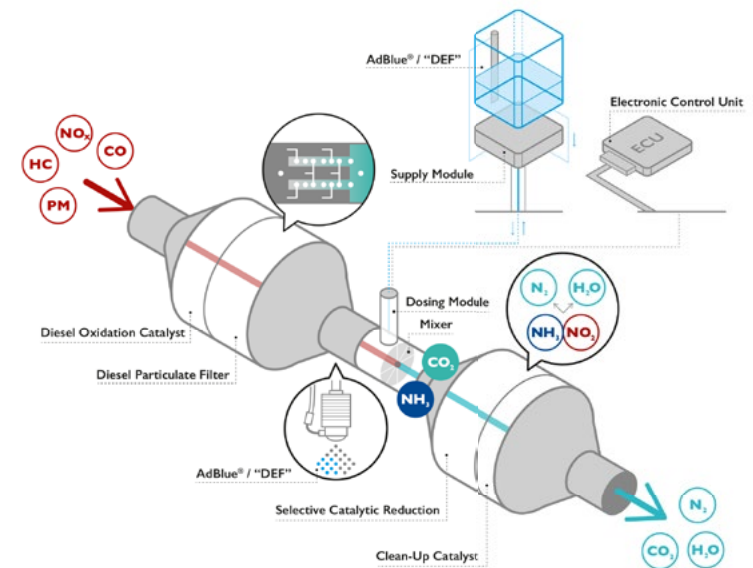 AdBlue® / “DEF”
Electronic Control Unit
ECU
Supply Module
NOₓ
HC
CO
PM
Dosing Module
Mixer
N₂
H₂O
NH₃
NO₂
Diesel Oxidation Catalyst
Diesel Particulate Filter
CO₂
NH₃
AdBlue® / “DEF”
Selective Catalytic Reduction
Clean-Up Catalyst
N₂
CO₂
H₂O